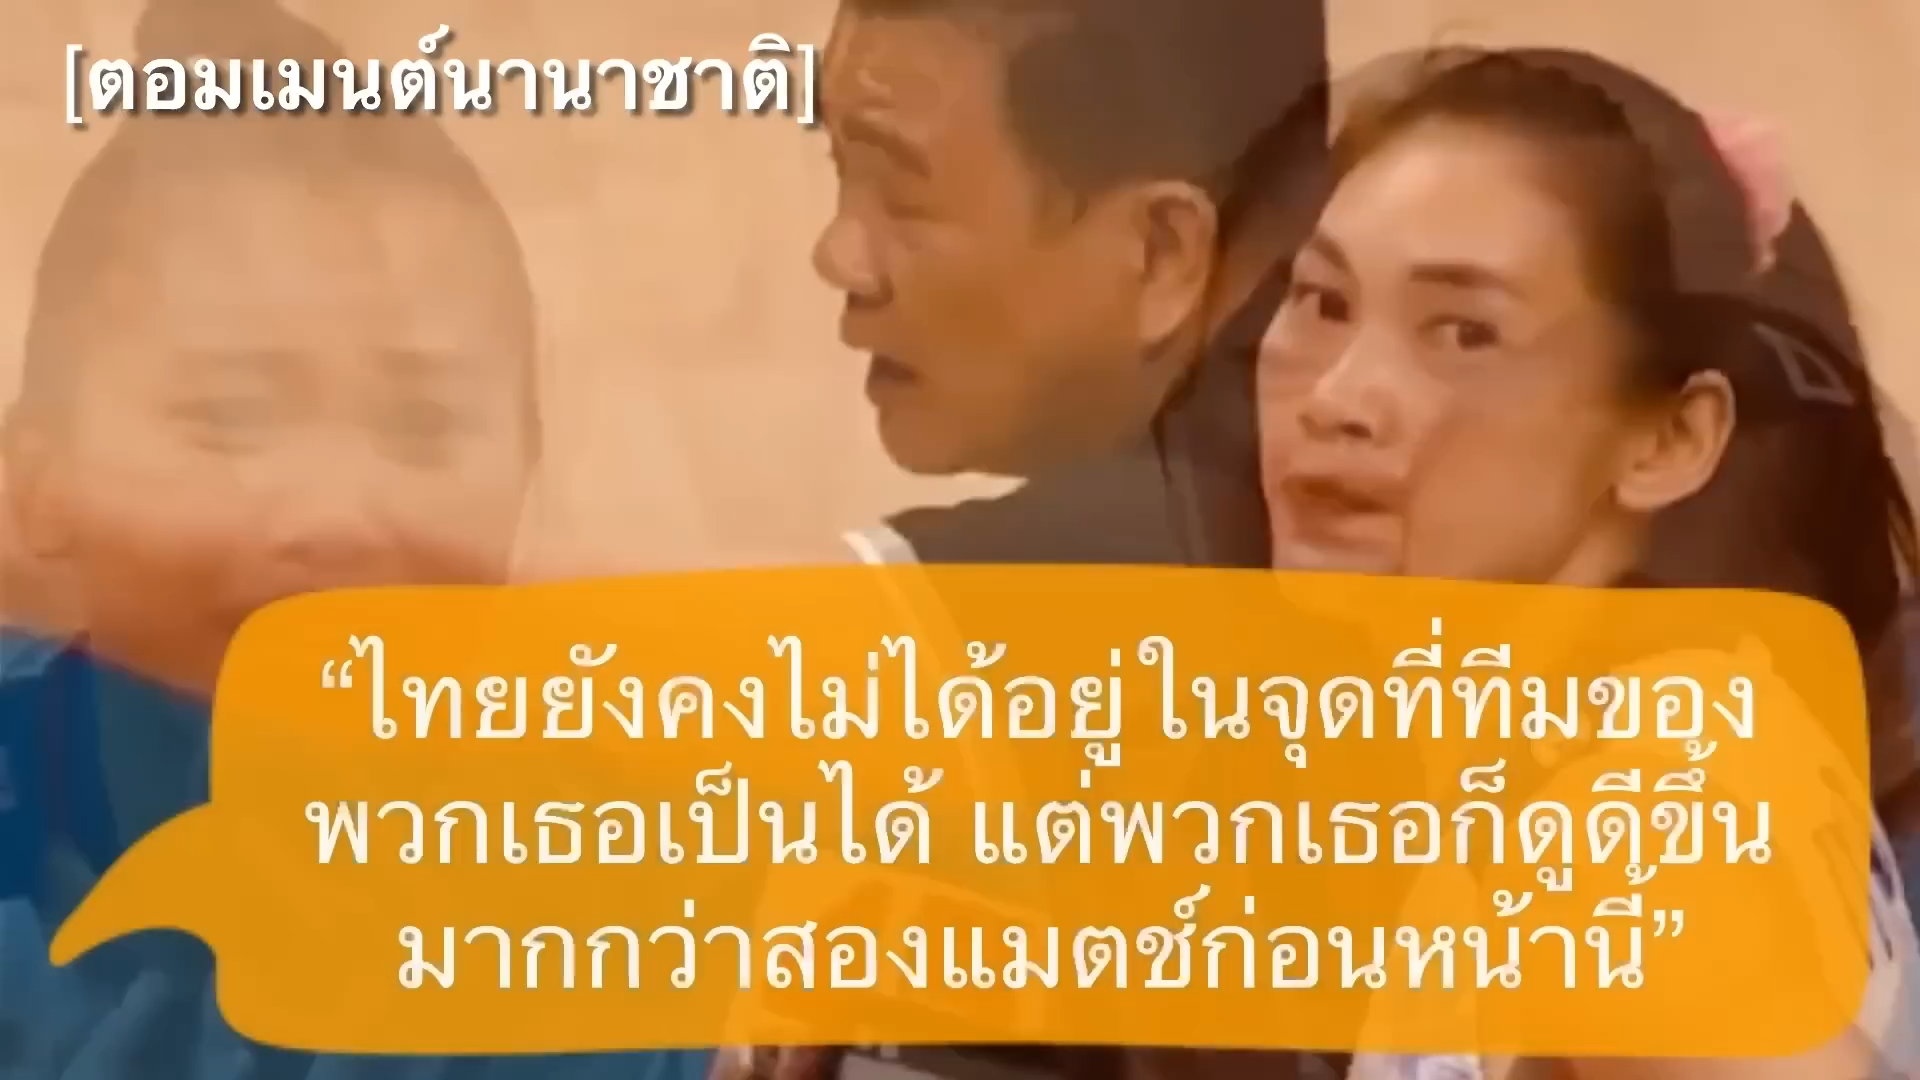 [ตอมเมนต์นานาชาติ]
“ไทยยังคงไม่ได้อยู่ในจุดที่ทีมของ
พวกเธอเป็นได้ แต่พวกเธอก็ดูดีขึ้น
มากกว่าสองแมตช์ก่อนหน้านี้”